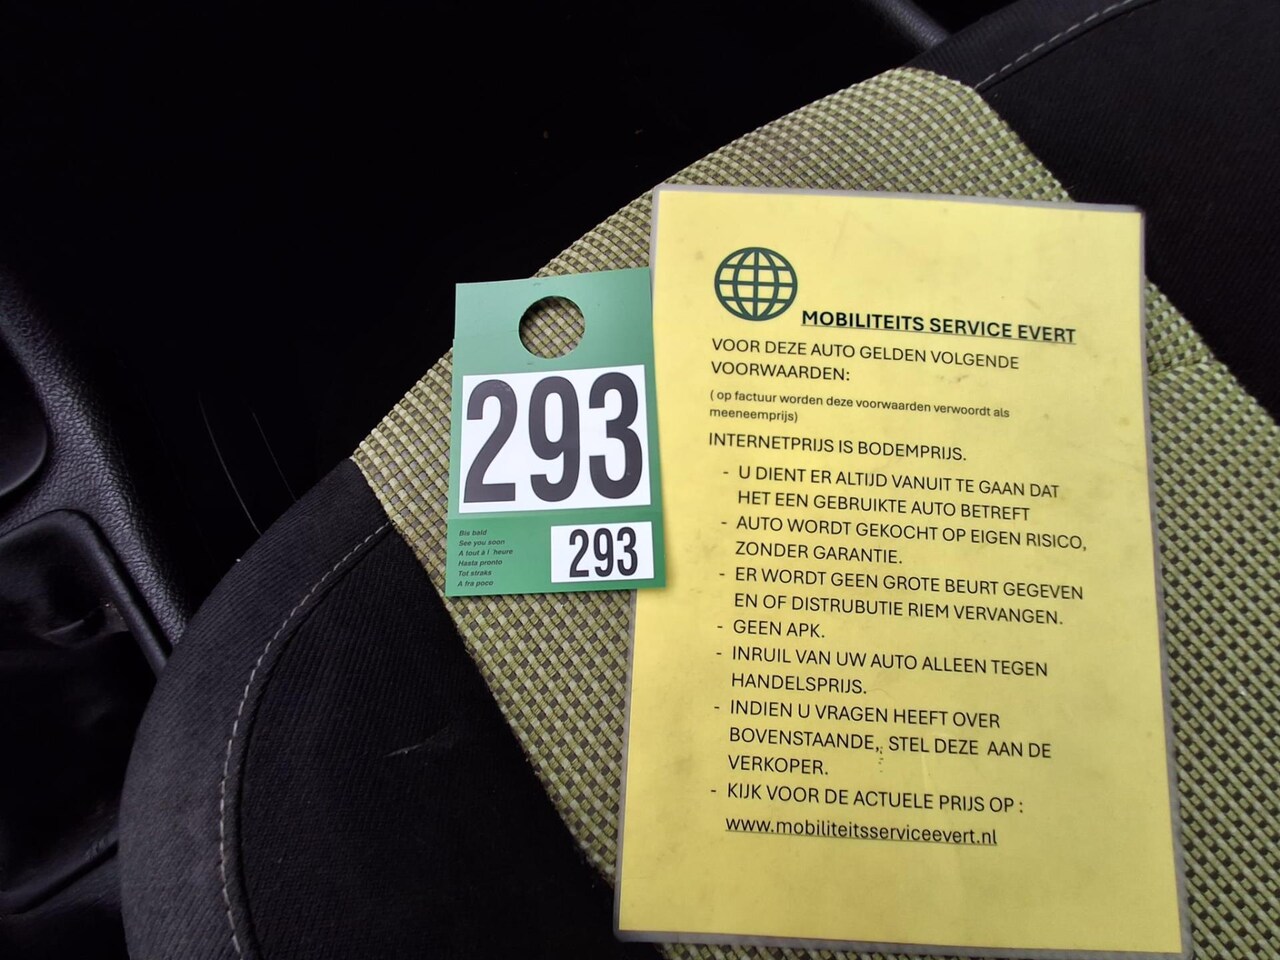 293
Bis bald
See you soon
A tout à l heure
Hasta pronto
Tot straks
A fra poco
293
MOBILITEITS SERVICE EVERT
VOOR DEZE AUTO GELDEN VOLGENDE
VOORWAARDEN:
( op factuur worden deze voorwaarden verwoordt als
meeneemprijs)
INTERNETPRIJS IS BODEMPRIJS.
- U DIENT ER ALTIJD VANUIT TE GAAN DAT
HET EEN GEBRUIKTE AUTO BETREFT
- AUTO WORDT GEKOCHT OP EIGEN RISICO,
ZONDER GARANTIE.
- ER WORDT GEEN GROTE BEURT GEGEVEN
EN OF DISTRUBUTIE RIEM VERVANGEN.
- GEEN APK.
- INRUIL VAN UW AUTO ALLEEN TEGEN
HANDELSPRIJS.
- INDIEN U VRAGEN HEEFT OVER
BOVENSTAANDE, STEL DEZE AAN DE
VERKOPER.
- KIJK VOOR DE ACTUELE PRIJS OP :
www.mobiliteitsserviceevert.nl